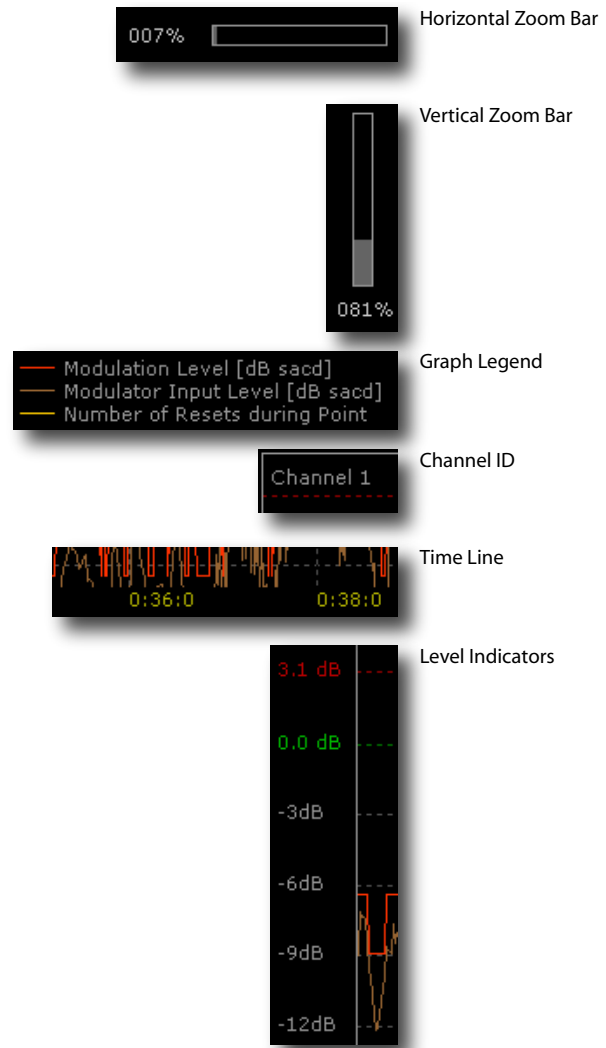 007%
Horizontal Zoom Bar
Vertical Zoom Bar
081%
Modulation Level [dB sacd]
Modulator Input Level [dB sacd]
Number of Resets during Point
Graph Legend
Channel 1
Channel ID
Time Line
0:36:0 0:38:0
Level Indicators
3.1 dB
0.0 dB
-3dB
-6dB
-9dB
-12dB